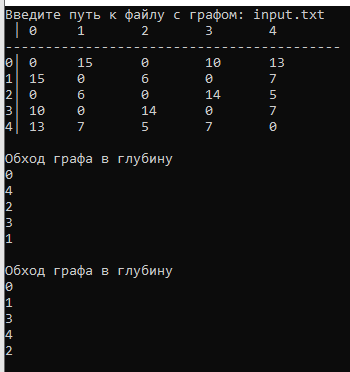 Введите путь к файлу с графом: input.txt
| 0 1 2 3 4
-----------------------------------------
0| 0 15 0 10 13
1| 15 0 6 0 7
2| 0 6 0 14 5
3| 10 0 14 0 7
4| 13 7 5 7 0
Обход графа в глубину
0
4
2
3
1
Обход графа в глубину
0
1
3
4
2